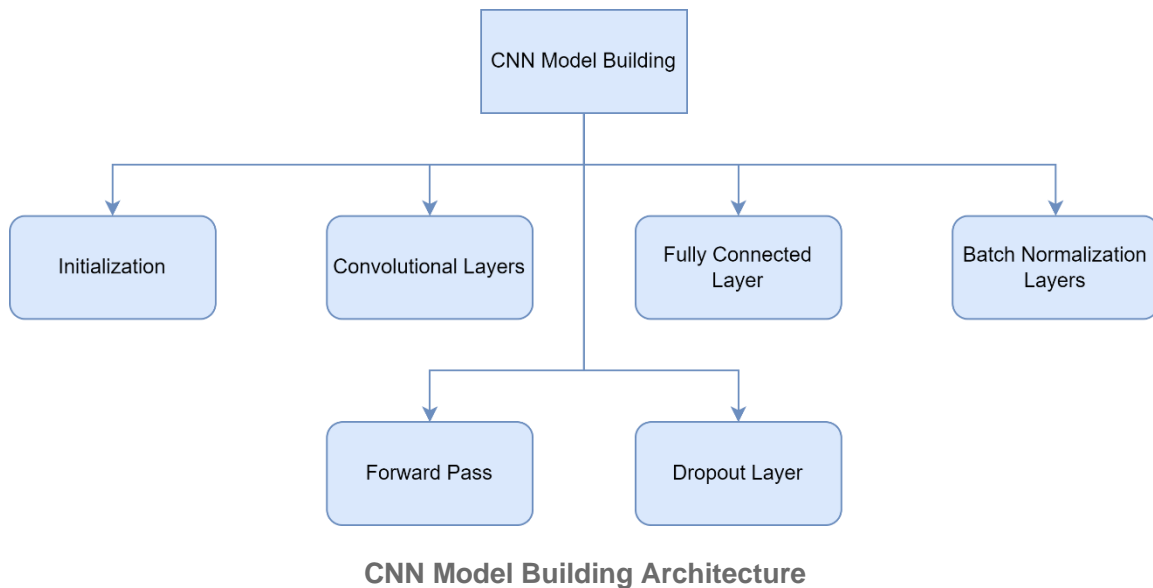 CNN Model Building
Initialization
Convolutional Layers
Fully Connected
Layer
Batch Normalization
Layers
Forward Pass
Dropout Layer
CNN Model Building Architecture